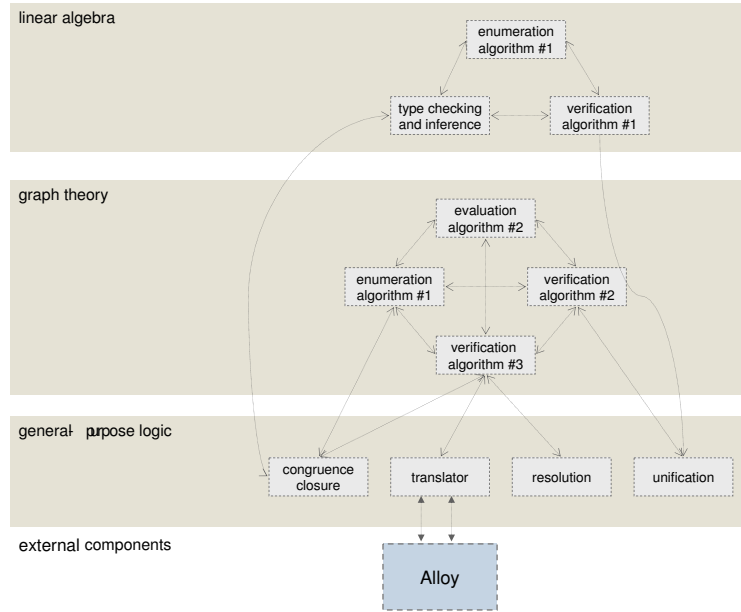 linear algebra
enumeration
algorithm #1
type checking
and inference
verification
algorithm #1
graph theory
evaluation
algorithm #2
enumeration
algorithm #1
verification
algorithm #2
verification
algorithm #3
general- purpose logic
congruence
closure
translator
resolution
unification
external components
Alloy